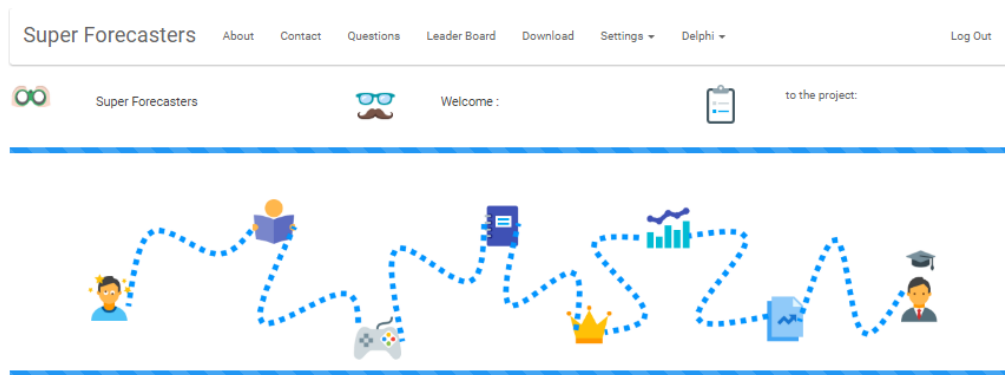 Super Forecasters About Contact Questions Leader Board Download Settings Delphi Log Out
Super Forecasters Welcome : to the project: